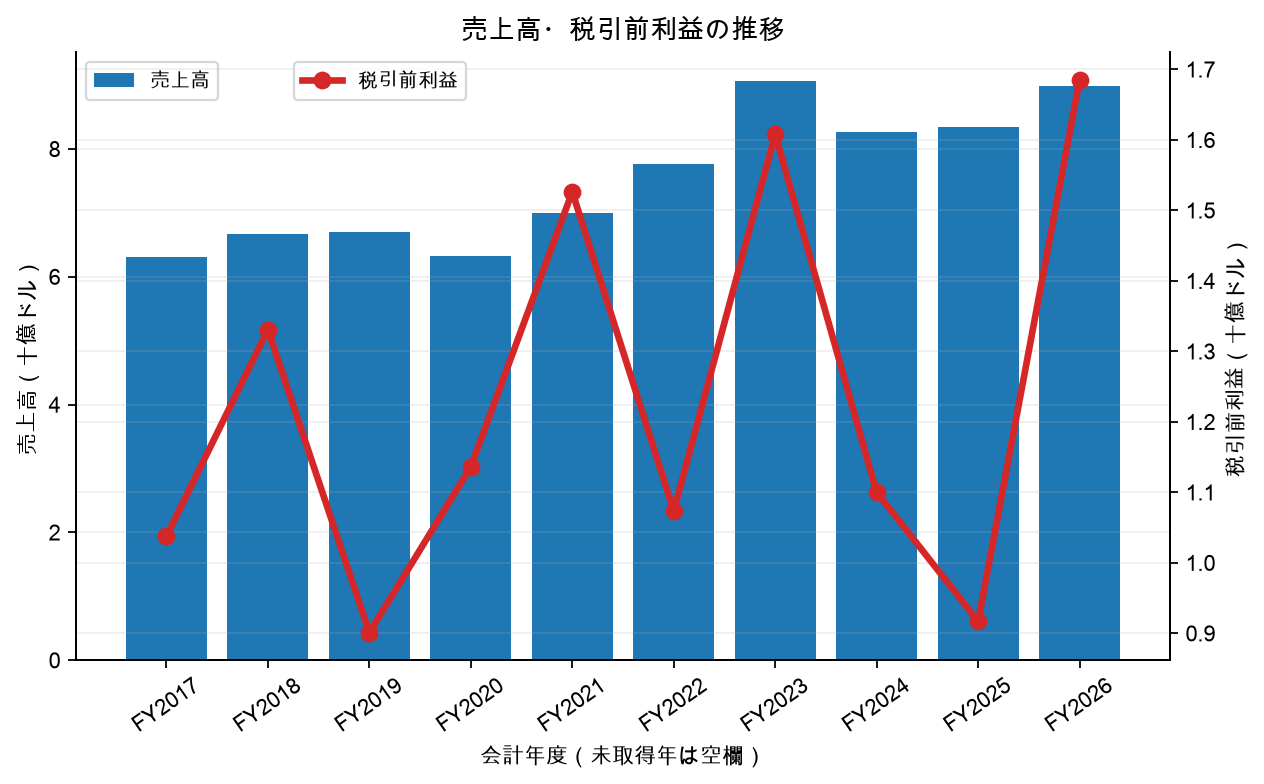 売上高・税引前利益の推移
売上高
税引前利益
売上高（十億ドル）
8
6
4
2
0
1.7
1.6
1.5
1.4
1.3
1.2
1.1
1.0
0.9
税引前利益（十億ドル）
FY2017
FY2018
FY2019
FY2020
FY2021
FY2022
FY2023
FY2024
FY2025
FY2026
会計年度（未取得年は空欄）